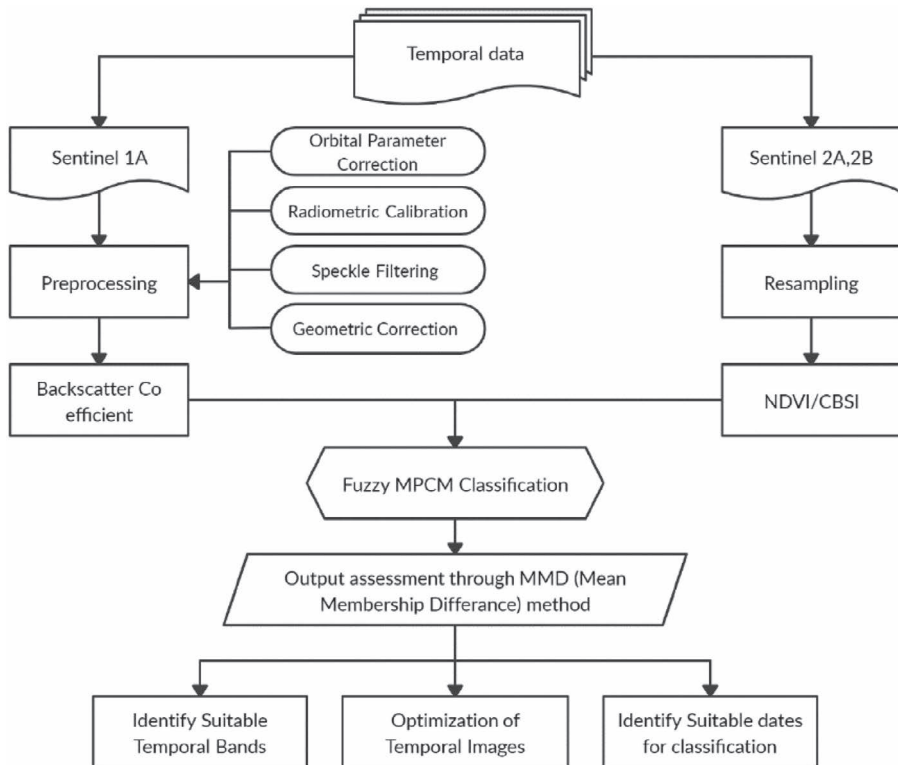 Temporal data
Sentinel 1A
Orbital Parameter
Correction
Sentinel 2A,2B
Radiometric Calibration
Preprocessing
Speckle Filtering
Resampling
Geometric Correction
Backscatter Co
efficient
NDVI/CBSI
Fuzzy MPCM Classification
Output assessment through MMD (Mean
Membership Differance) method
Identify Suitable
Temporal Bands
Optimization of
Temporal Images
Identify Suitable dates
for classification